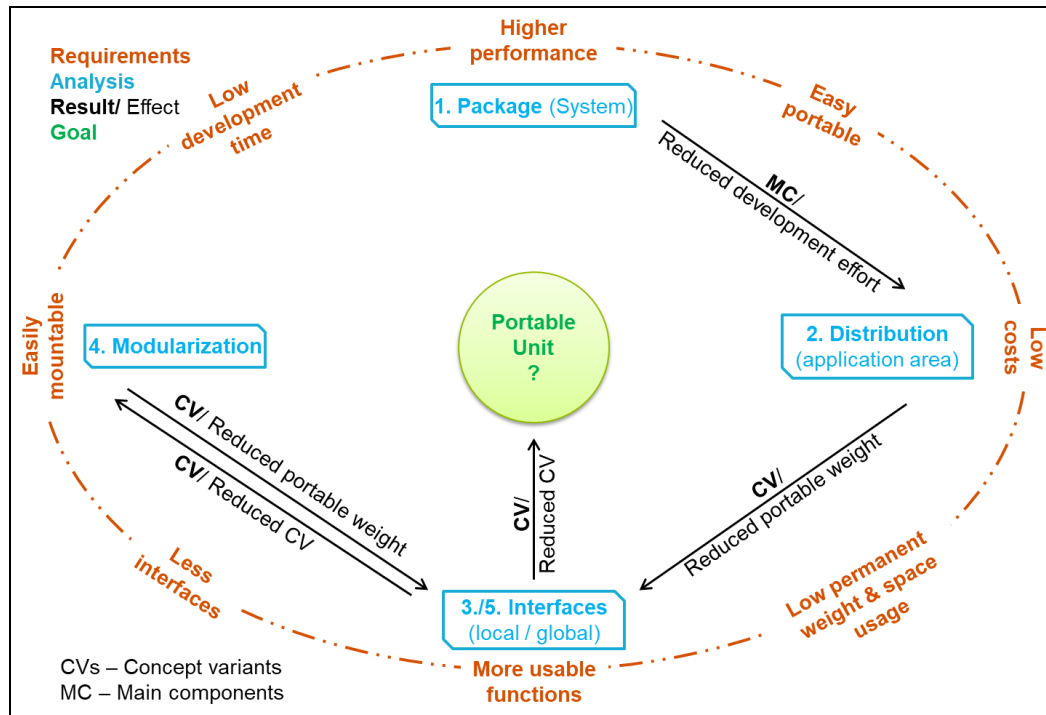 Requirements
Analysis
Result/ Effect
Goal
Higher
performance
Low
development
time
Easy
portable
1. Package (System)
MC/
Reduced development effort
Easily
mountable
4. Modularization
Portable
Unit
?
2. Distribution
(application area)
Low
costs
CV/ Reduced portable weight
CV/ Reduced CV
CV/
Reduced CV
CV/
Reduced portable weight
Less
interfaces
3./5. Interfaces
(local / global)
Low permanent
weight & space
usage
More usable
functions
CVs – Concept variants
MC – Main components